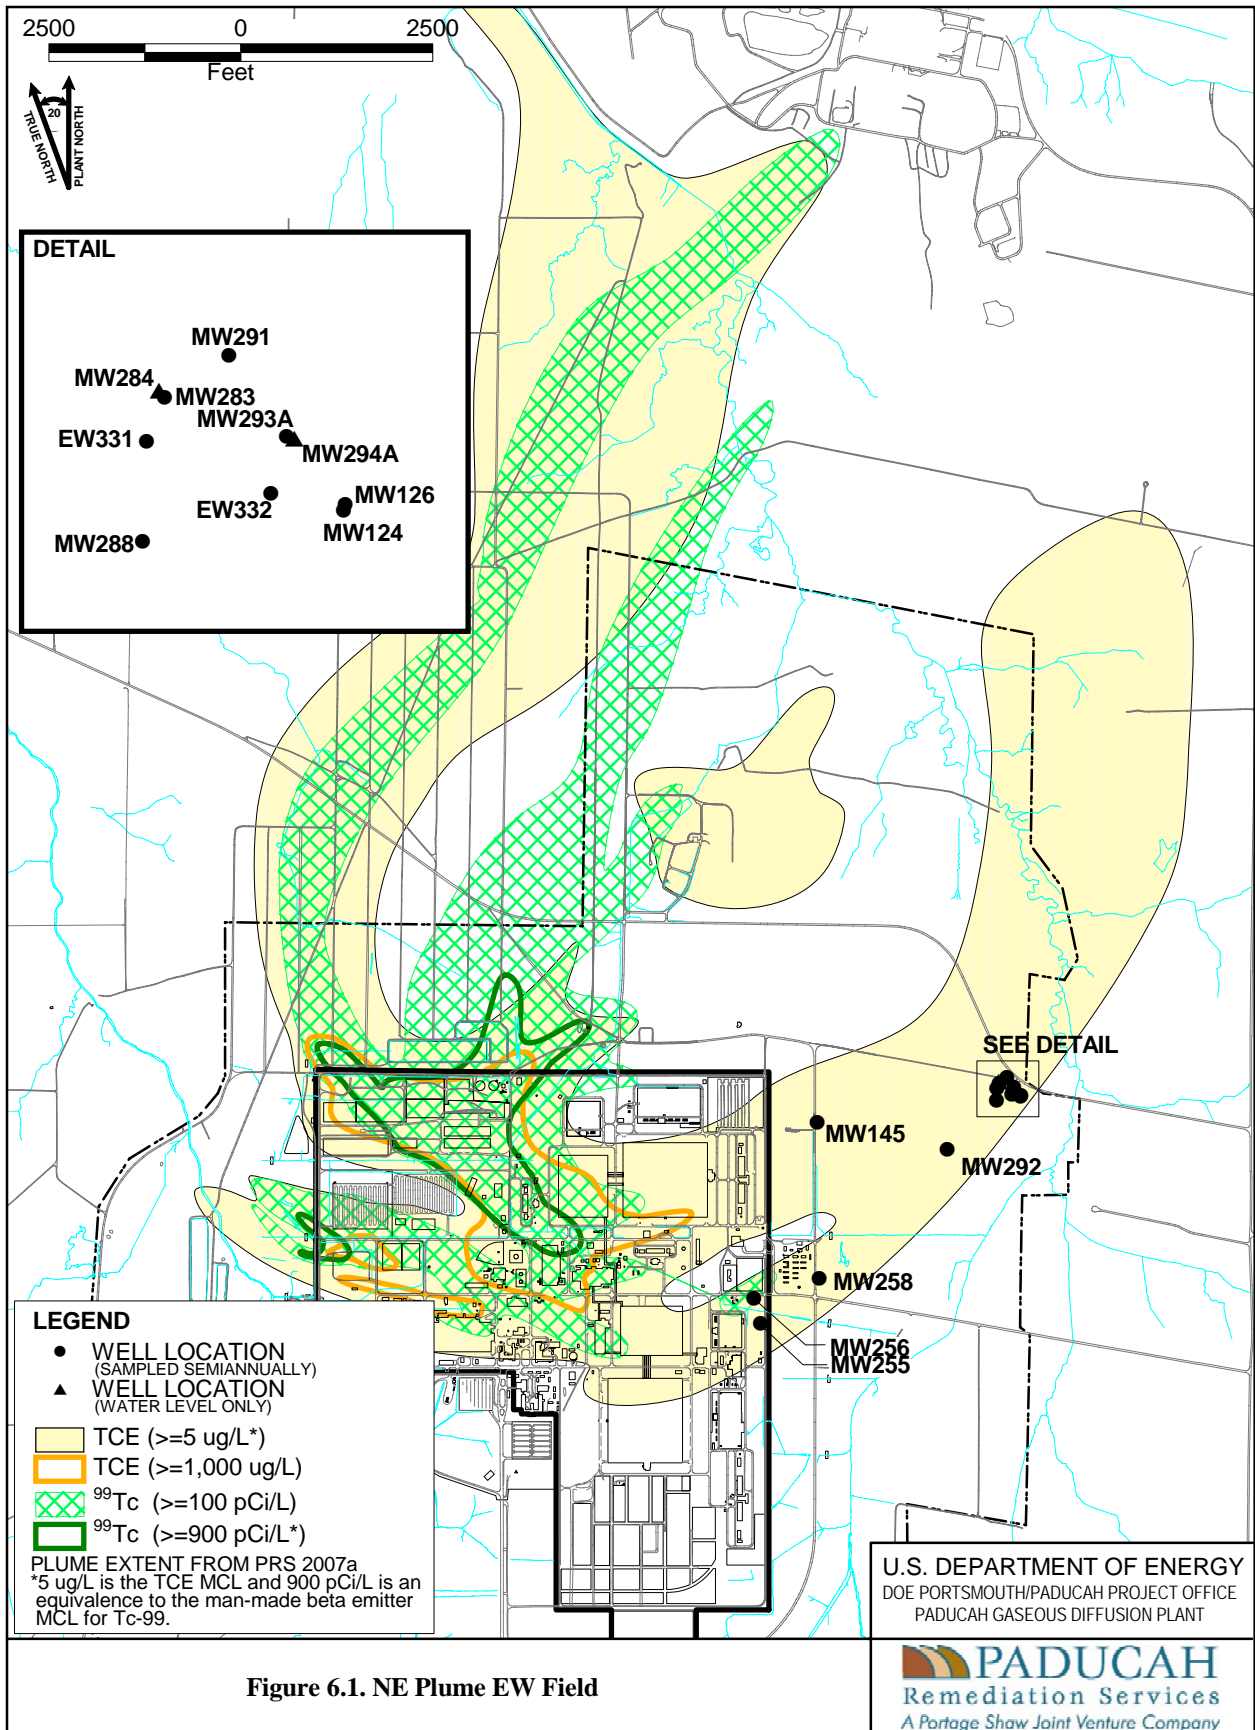 2500 0 2500
Feet
20
TRUE NORTH
PLANT NORTH
DETAIL
MW291
MW284
MW283
MW293A
EW331
MW294A
EW332
MW126
MW124
MW288
SEE DETAIL
MW145
MW292
MW258
MW256
MW255
LEGEND
WELL LOCATION
(SAMPLED SEMIANNUALLY)
WELL LOCATION
(WATER LEVEL ONLY)
TCE (>=5 ug/L*)
TCE (>=1,000 ug/L)
99Tc (>=100 pCi/L)
99Tc (>=900 pCi/L*)
PLUME EXTENT FROM PRS 2007a
*5 ug/L is the TCE MCL and 900 pCi/L is an
equivalence to the man-made beta emitter
MCL for Tc-99.
U.S. DEPARTMENT OF ENERGY
DOE PORTSMOUTH/PADUCAH PROJECT OFFICE
PADUCAH GASEOUS DIFFUSION PLANT
Figure 6.1. NE Plume EW Field
PADUCAH
Remediation Services
A Portage Shaw Joint Venture Company